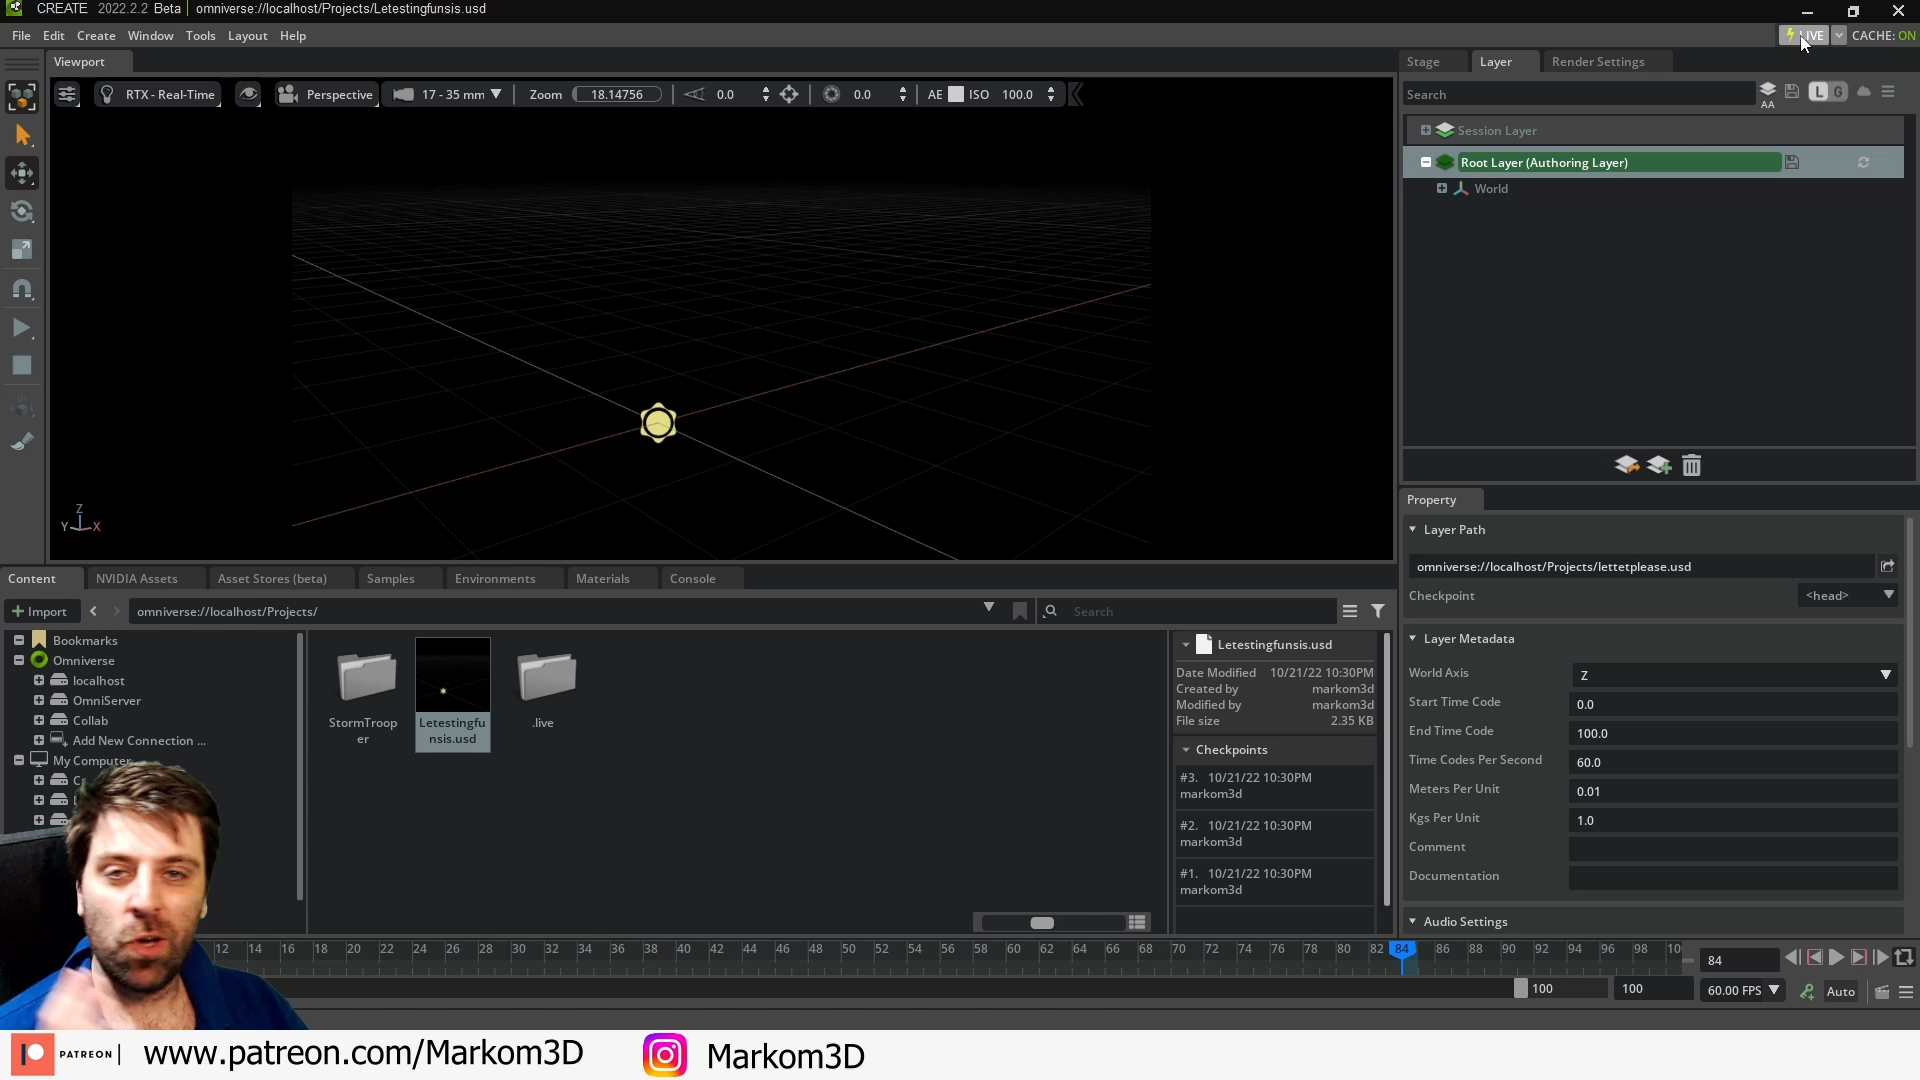 CREATE 2022.2.2 Beta omniverse://localhost/Projects/Letestingfunsis.usd
File Edit Create Window Tools Layout Help
LIVE CACHE: ON
Viewport
RTX - Real-Time Perspective 17 - 35 mm Zoom 18.14756 0.0 0.0 AE ISO 100.0
Z
Y X
Stage Layer Render Settings
Search
AA
L G
Session Layer
Root Layer (Authoring Layer)
World
Property
Layer Path
omniverse://localhost/Projects/lettetplease.usd
Checkpoint <head>
Layer Metadata
World Axis Z
Start Time Code 0.0
End Time Code 100.0
Time Codes Per Second 60.0
Meters Per Unit 0.01
Kgs Per Unit 1.0
Comment
Documentation
Audio Settings
Content NVIDIA Assets Asset Stores (beta) Samples Environments Materials Console
Import omniverse://localhost/Projects/ Search
Bookmarks
Omniverse
localhost
OmniServer
Collab
Add New Connection ...
My Computer
StormTroop
er
Letestingfu
nsis.usd
.live
Letestingfunsis.usd
Date Modified 10/21/22 10:30PM
Created by markom3d
Modified by markom3d
File size 2.35 KB
Checkpoints
#3. 10/21/22 10:30PM
markom3d
#2. 10/21/22 10:30PM
markom3d
#1. 10/21/22 10:30PM
markom3d
12 14 16 18 20 22 24 26 28 30 32 34 36 38 40 42 44 46 48 50 52 54 56 58 60 62 64 66 68 70 72 74 76 78 80 82 84 86 88 90 92 94 96 98 10
84
100 100 60.00 FPS Auto
PATREON www.patreon.com/Markom3D Markom3D